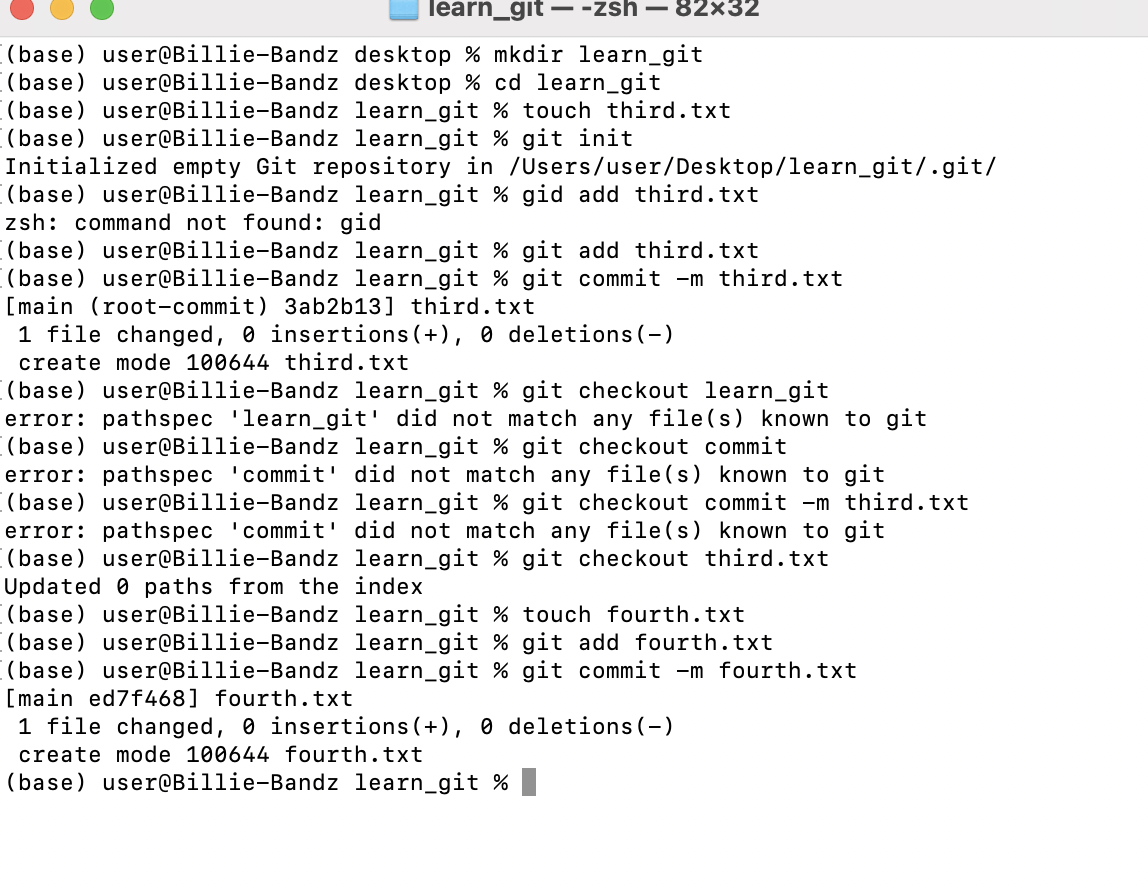 learn_git — -zsh — 82×32
(base) user@Billie-Bandz desktop % mkdir learn_git
(base) user@Billie-Bandz desktop % cd learn_git
(base) user@Billie-Bandz learn_git % touch third.txt
(base) user@Billie-Bandz learn_git % git init
Initialized empty Git repository in /Users/user/Desktop/learn_git/.git/
(base) user@Billie-Bandz learn_git % gid add third.txt
zsh: command not found: gid
(base) user@Billie-Bandz learn_git % git add third.txt
(base) user@Billie-Bandz learn_git % git commit -m third.txt
[main (root-commit) 3ab2b13] third.txt
 1 file changed, 0 insertions(+), 0 deletions(-)
 create mode 100644 third.txt
(base) user@Billie-Bandz learn_git % git checkout learn_git
error: pathspec 'learn_git' did not match any file(s) known to git
(base) user@Billie-Bandz learn_git % git checkout commit
error: pathspec 'commit' did not match any file(s) known to git
(base) user@Billie-Bandz learn_git % git checkout commit -m third.txt
error: pathspec 'commit' did not match any file(s) known to git
(base) user@Billie-Bandz learn_git % git checkout third.txt
Updated 0 paths from the index
(base) user@Billie-Bandz learn_git % touch fourth.txt
(base) user@Billie-Bandz learn_git % git add fourth.txt
(base) user@Billie-Bandz learn_git % git commit -m fourth.txt
[main ed7f468] fourth.txt
 1 file changed, 0 insertions(+), 0 deletions(-)
 create mode 100644 fourth.txt
(base) user@Billie-Bandz learn_git %